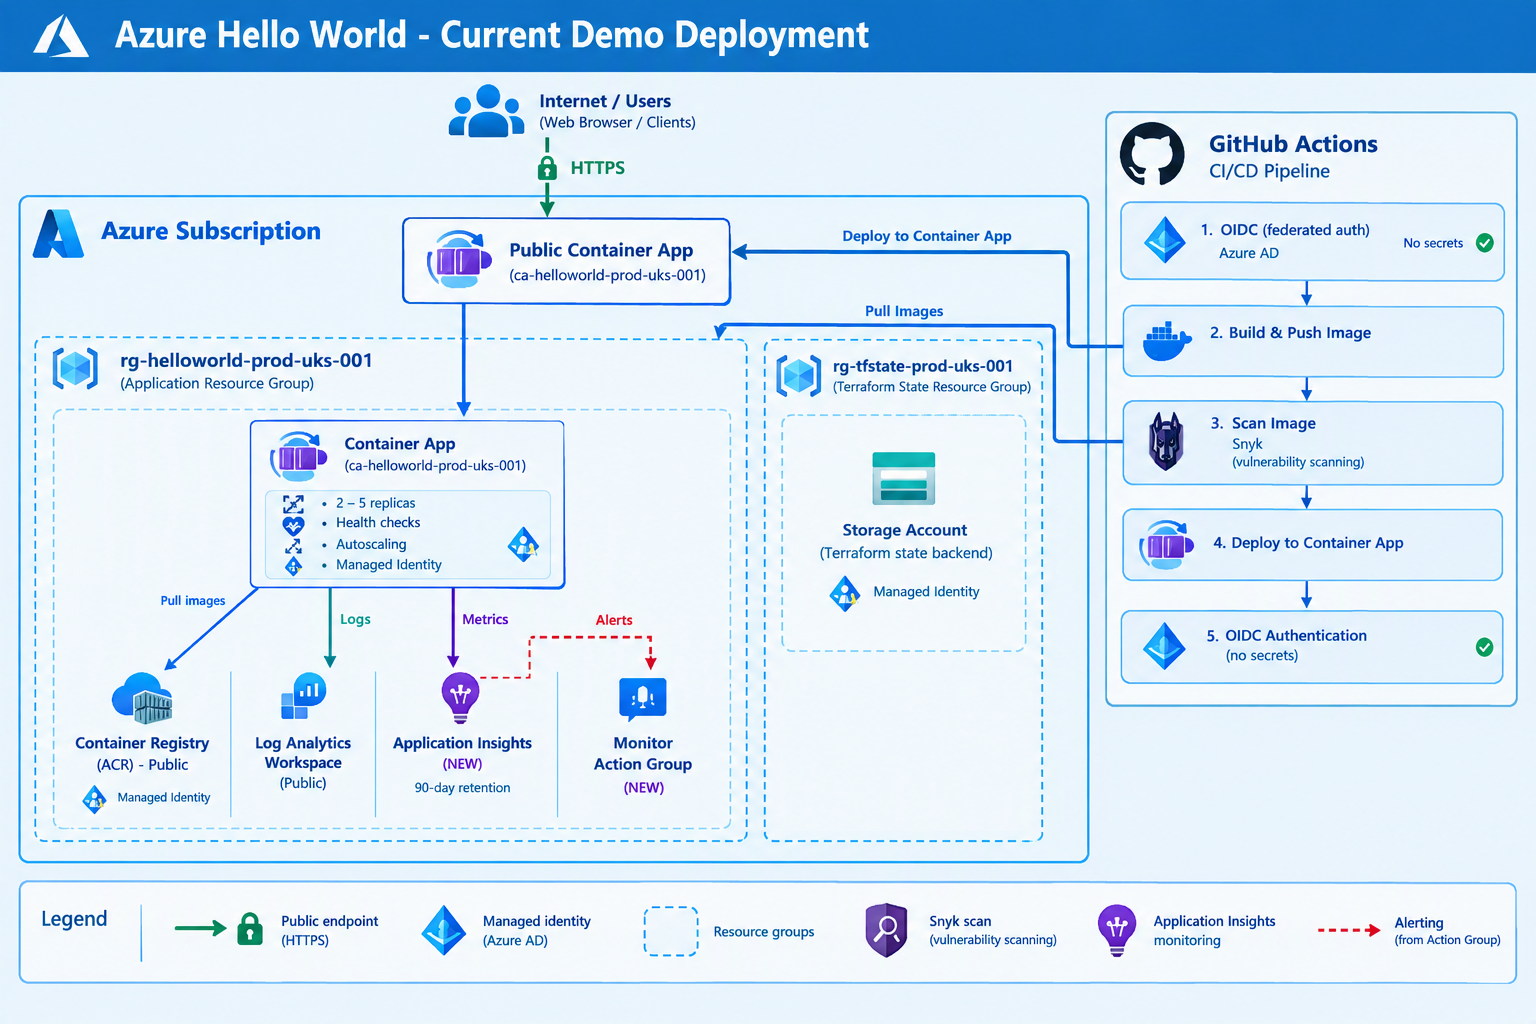 Azure Hello World - Current Demo Deployment
Internet / Users
(Web Browser / Clients)
HTTPS
Azure Subscription
Public Container App
(ca-helloworld-prod-uks-001)
Deploy to Container App
Pull Images
rg-helloworld-prod-uks-001
(Application Resource Group)
Container App
(ca-helloworld-prod-uks-001)
• 2 – 5 replicas
• Health checks
• Autoscaling
• Managed Identity
Pull images
Logs
Metrics
Alerts
Container Registry
(ACR) - Public
Managed Identity
Log Analytics
Workspace
(Public)
Application Insights
(NEW)
90-day retention
Monitor
Action Group
(NEW)
rg-tfstate-prod-uks-001
(Terraform State Resource Group)
Storage Account
(Terraform state backend)
Managed Identity
GitHub Actions
CI/CD Pipeline
1. OIDC (federated auth)
Azure AD
No secrets
2. Build & Push Image
3. Scan Image
Snyk
(vulnerability scanning)
4. Deploy to Container App
5. OIDC Authentication
(no secrets)
Legend
Public endpoint
(HTTPS)
Managed identity
(Azure AD)
Resource groups
Snyk scan
(vulnerability scanning)
Application Insights
monitoring
Alerting
(from Action Group)